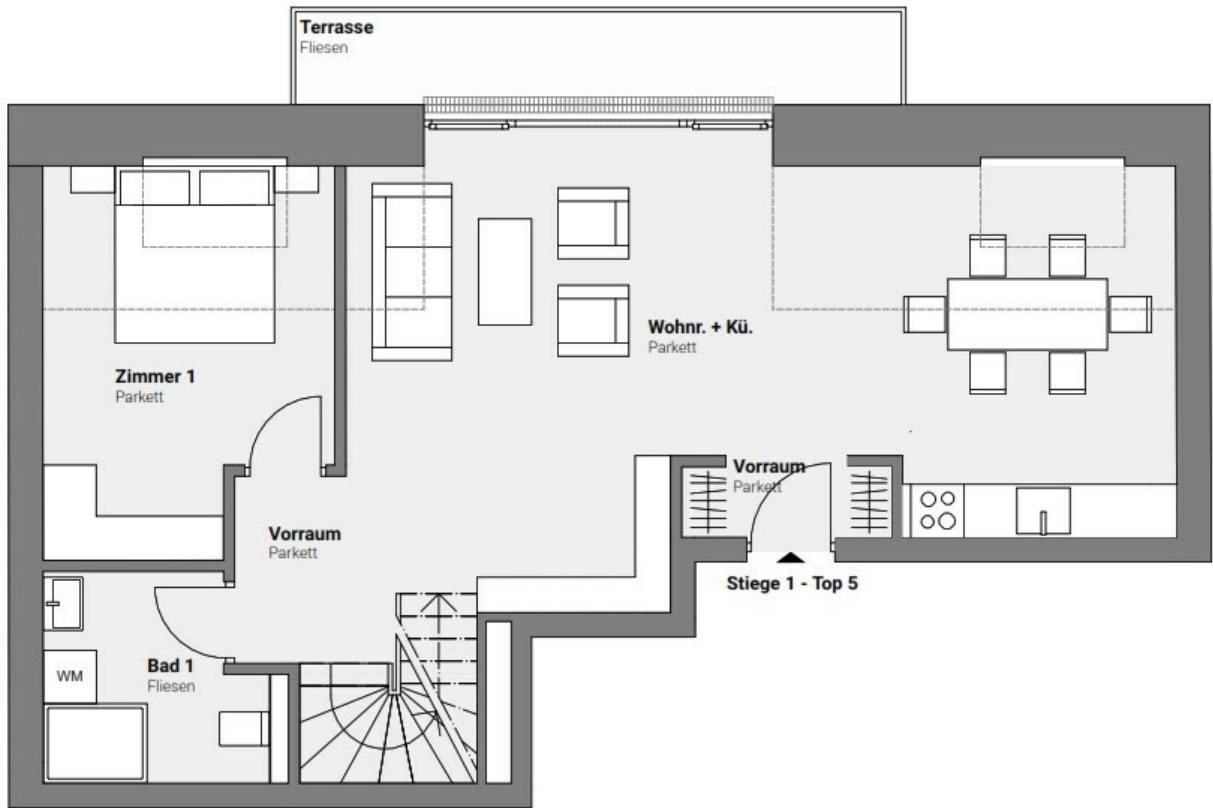 Terrasse
Fliesen
Wohnr. + Kü.
Parkett
Zimmer 1
Parkett
Vorraum
Parkett
Vorraum
Parkett
Stiege 1 - Top 5
Bad 1
Fliesen
WM